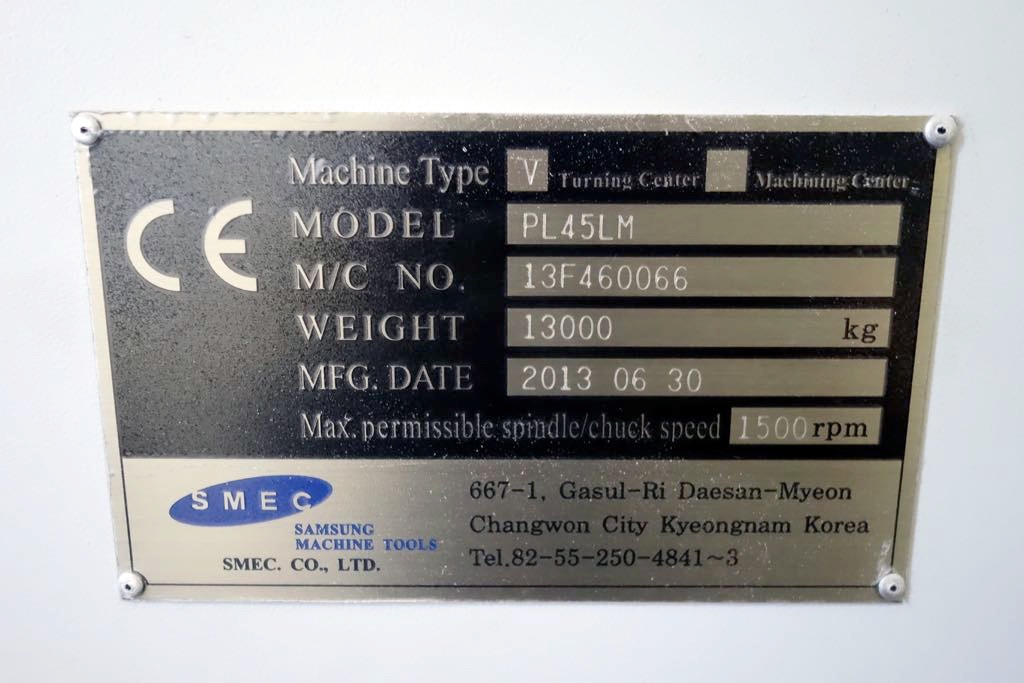 Machine Type V Turning Center Machining Center
CE
MODEL PL45LM
M/C NO. 13F460066
WEIGHT 13000 kg
MFG. DATE 2013 06 30
Max. permissible spindle/chuck speed 1500 rpm
SMEC
SAMSUNG
MACHINE TOOLS
SMEC. CO., LTD.
667-1, Gasul-Ri Daesan-Myeon
Changwon City Kyeongnam Korea
Tel.82-55-250-4841~3